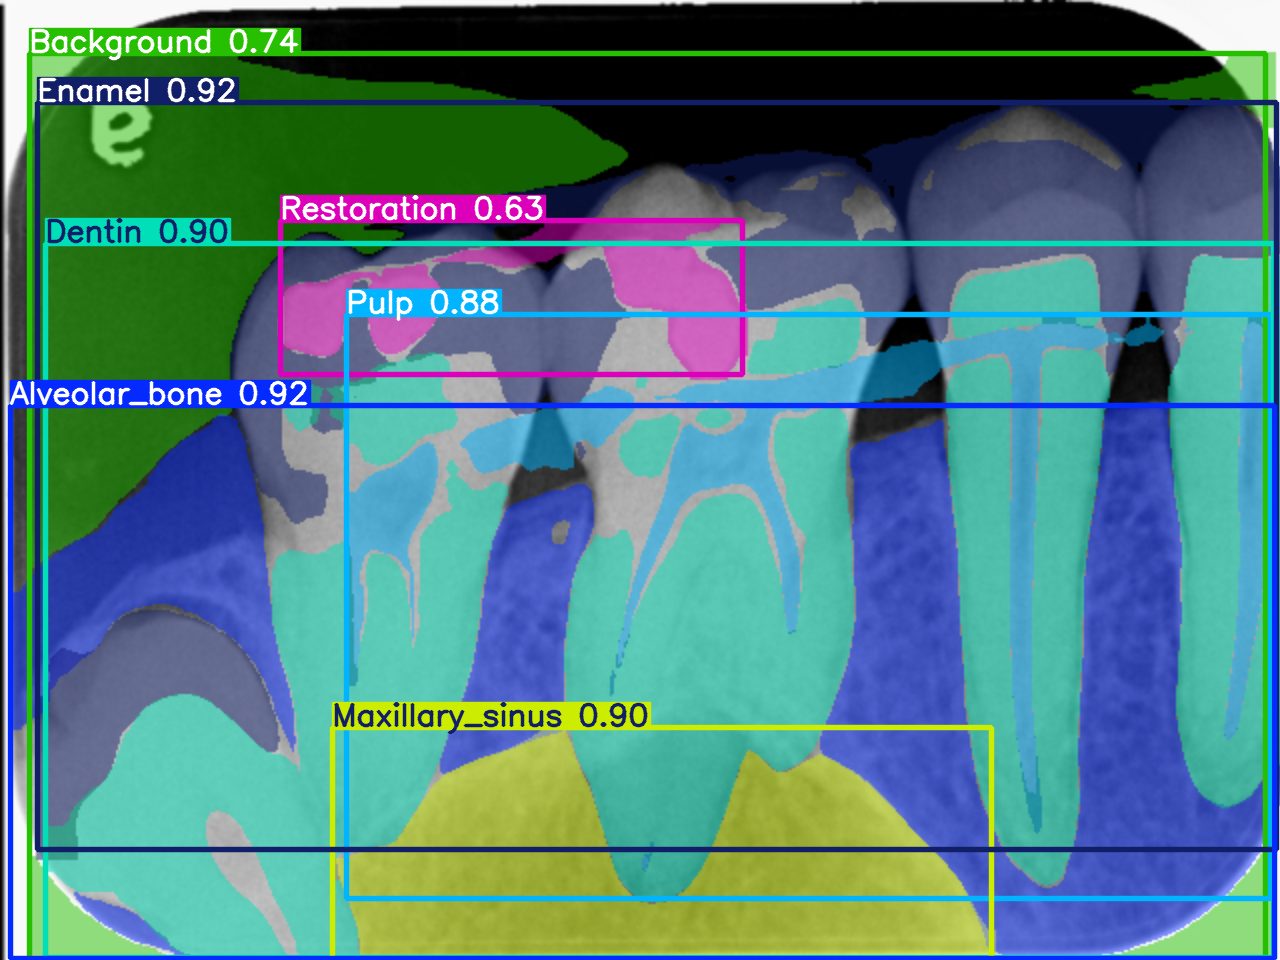 Background 0.74
Enamel 0.92
e
Restoration 0.63
Dentin 0.90
Pulp 0.88
Alveolar_bone 0.92
Maxillary_sinus 0.90